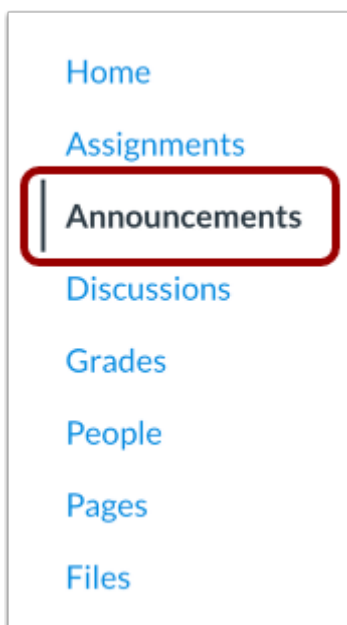 Home
Assignments
Announcements
Discussions
Grades
People
Pages
Files